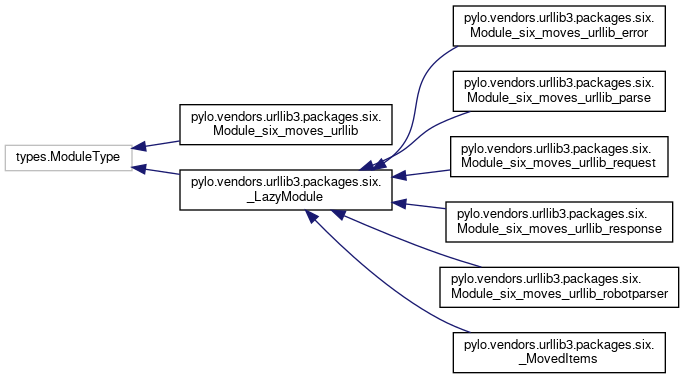 types.ModuleType
pylo.vendors.urllib3.packages.six.
Module_six_moves_urllib
pylo.vendors.urllib3.packages.six.
_LazyModule
pylo.vendors.urllib3.packages.six.
Module_six_moves_urllib_error
pylo.vendors.urllib3.packages.six.
Module_six_moves_urllib_parse
pylo.vendors.urllib3.packages.six.
Module_six_moves_urllib_request
pylo.vendors.urllib3.packages.six.
Module_six_moves_urllib_response
pylo.vendors.urllib3.packages.six.
Module_six_moves_urllib_robotparser
pylo.vendors.urllib3.packages.six.
_MovedItems